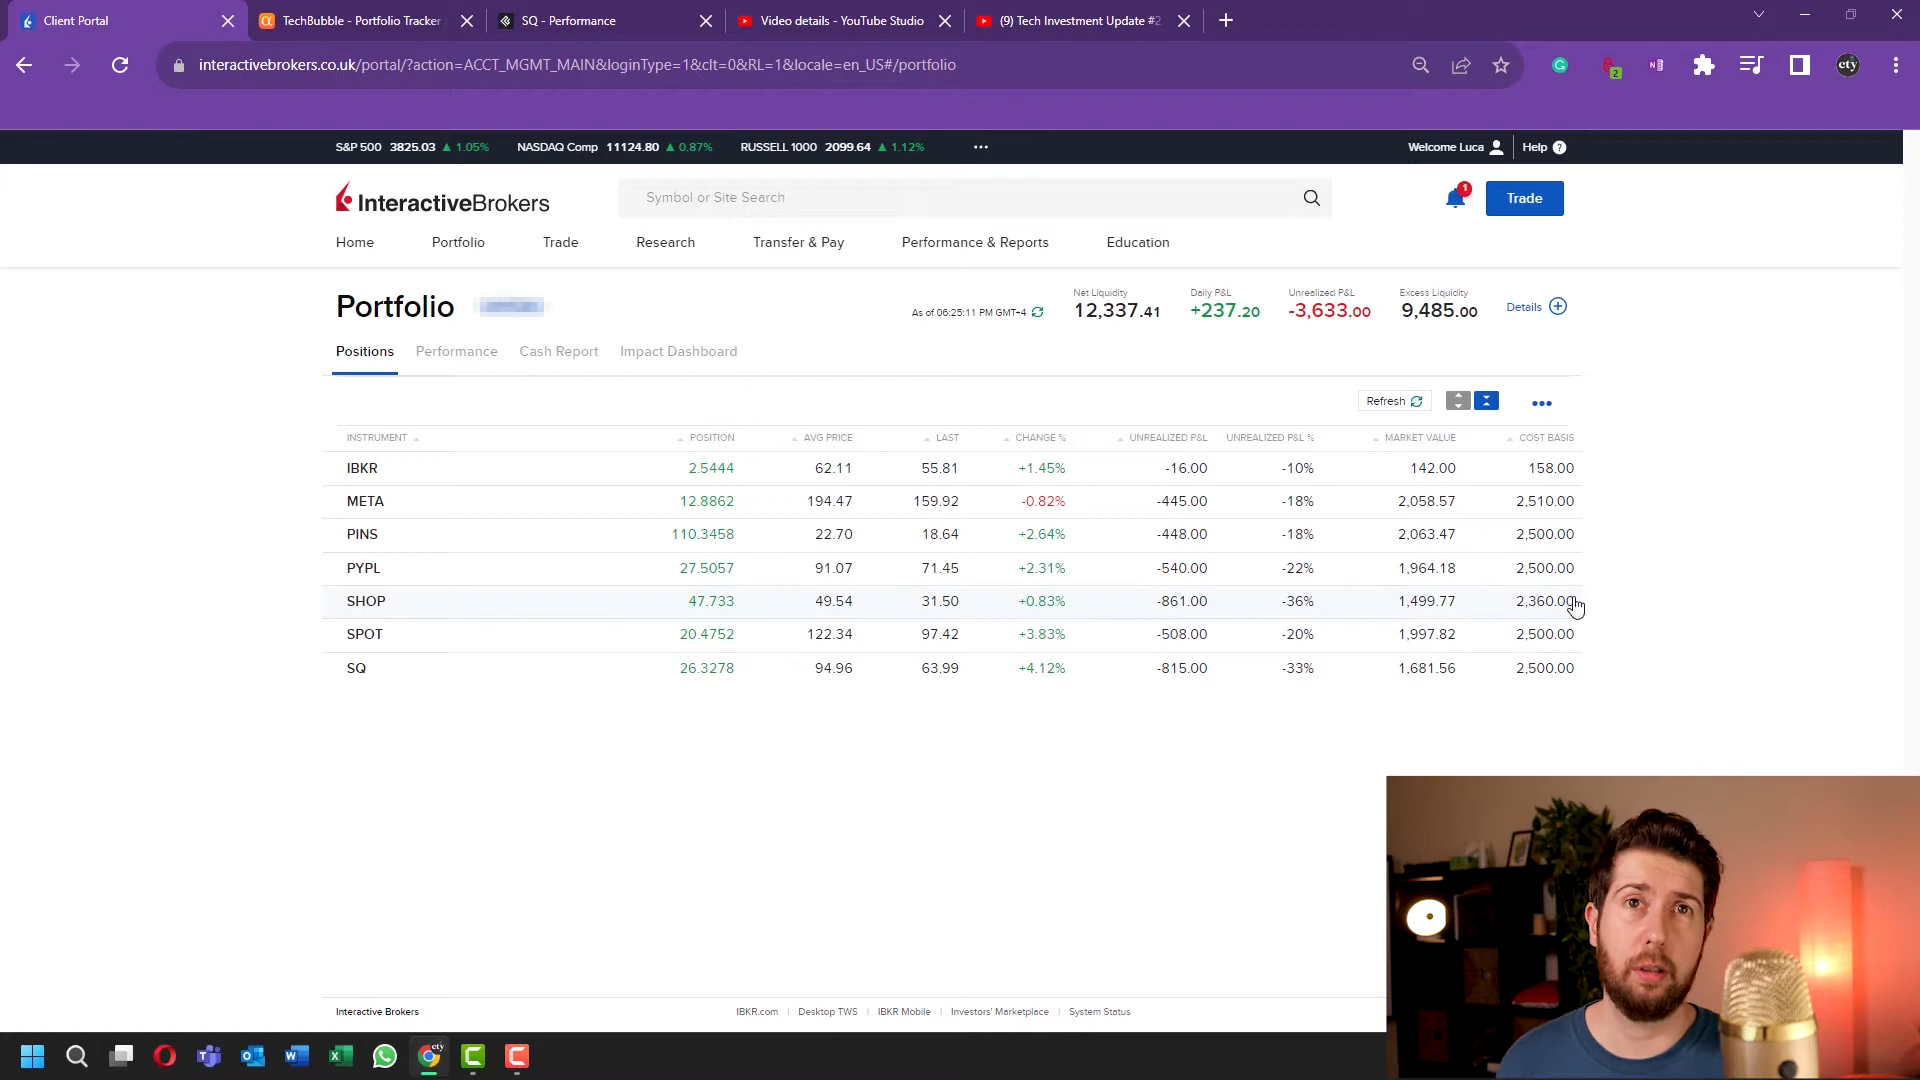 Client Portal
TechBubble - Portfolio Tracker
SQ - Performance
Video details - YouTube Studio
(9) Tech Investment Update #2
interactivebrokers.co.uk/portal/?action=ACCT_MGMT_MAIN&loginType=1&clt=0&RL=1&locale=en_US#/portfolio
2
cty
S&P 500 3825.03 ▲ 1.05% NASDAQ Comp 11124.80 ▲ 0.87% RUSSELL 1000 2099.64 ▲ 1.12% •••
Welcome Luca Help ?
InteractiveBrokers
Symbol or Site Search
1
Trade
Home Portfolio Trade Research Transfer & Pay Performance & Reports Education
Portfolio
As of 06:25:11 PM GMT+4
Net Liquidity Daily P&L Unrealized P&L Excess Liquidity
12,337.41 +237.20 -3,633.00 9,485.00
Details
Positions Performance Cash Report Impact Dashboard
Refresh
INSTRUMENT POSITION AVG PRICE LAST CHANGE % UNREALIZED P&L UNREALIZED P&L % MARKET VALUE COST BASIS
IBKR 2.5444 62.11 55.81 +1.45% -16.00 -10% 142.00 158.00
META 12.8862 194.47 159.92 -0.82% -445.00 -18% 2,058.57 2,510.00
PINS 110.3458 22.70 18.64 +2.64% -448.00 -18% 2,063.47 2,500.00
PYPL 27.5057 91.07 71.45 +2.31% -540.00 -22% 1,964.18 2,500.00
SHOP 47.733 49.54 31.50 +0.83% -861.00 -36% 1,499.77 2,360.00
SPOT 20.4752 122.34 97.42 +3.83% -508.00 -20% 1,997.82 2,500.00
SQ 26.3278 94.96 63.99 +4.12% -815.00 -33% 1,681.56 2,500.00
Interactive Brokers
IBKR.com | Desktop TWS | IBKR Mobile | Investors' Marketplace | System Status